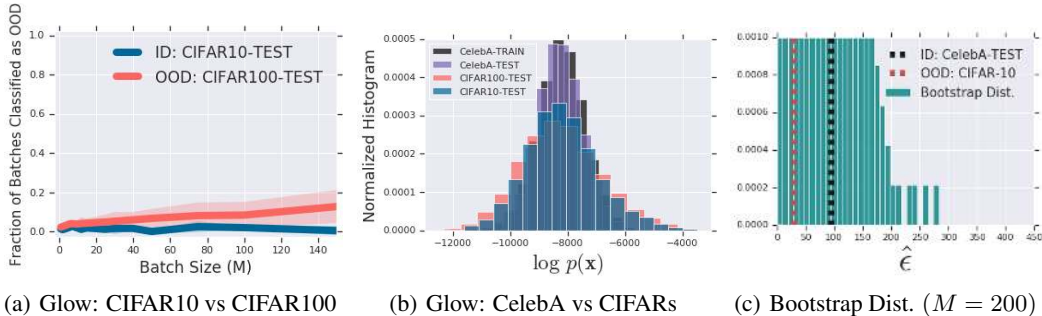 Fraction of Batches Classified as OOD
1.0
0.8
0.6
0.4
0.2
0.0
ID: CIFAR10-TEST
OOD: CIFAR100-TEST
0 20 40 60 80 100 120 140
Batch Size (M)
(a) Glow: CIFAR10 vs CIFAR100
Normalized Histogram
0.0005
0.0004
0.0003
0.0002
0.0001
0.0000
CelebA-TRAIN
CelebA-TEST
CIFAR100-TEST
CIFAR10-TEST
−12000 −10000 −8000 −6000 −4000
log p(x)
(b) Glow: CelebA vs CIFARs
0.0010
0.0008
0.0006
0.0004
0.0002
0.0000
ID: CelebA-TEST
OOD: CIFAR-10
Bootstrap Dist.
0 50 100 150 200 250 300 350 400 450
ϵ̂
(c) Bootstrap Dist. (M = 200)